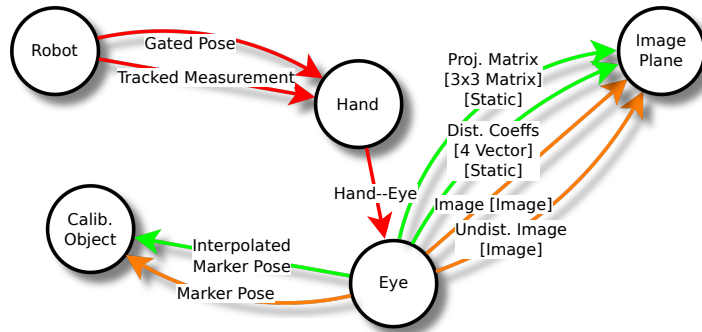 Robot
Gated Pose
Tracked Measurement
Hand
Image
Plane
Proj. Matrix
[3x3 Matrix]
[Static]
Dist. Coeffs
[4 Vector]
[Static]
Hand--Eye
Image [Image]
Undist. Image
[Image]
Calib.
Object
Interpolated
Marker Pose
Marker Pose
Eye